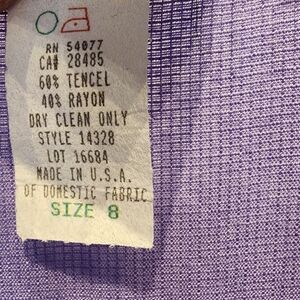 RN 54077
CA# 28485
60% TENCEL
40% RAYON
DRY CLEAN ONLY
STYLE 14328
LOT 16684
MADE IN U.S.A.
OF DOMESTIC FABRIC
SIZE 8